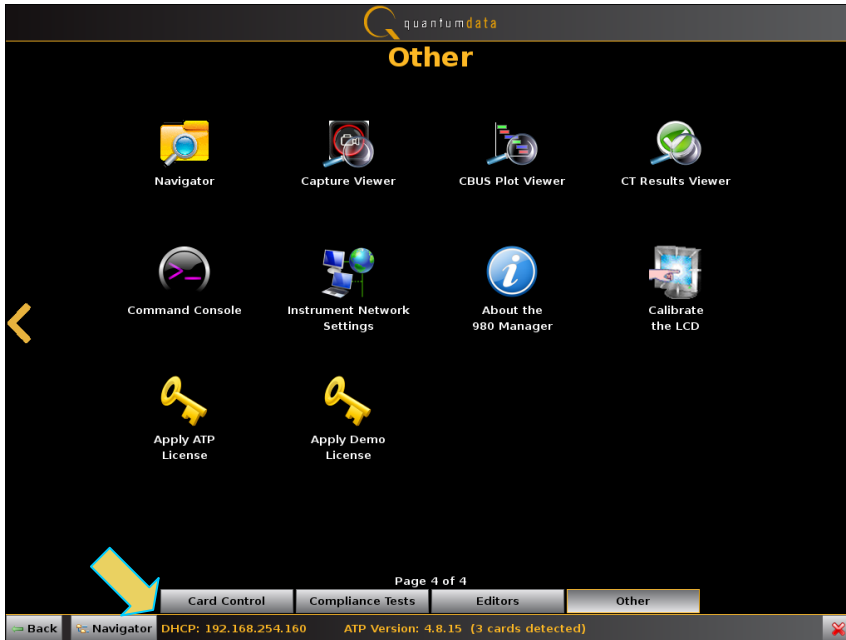 quantumdata
Other
Navigator
Capture Viewer
CBUS Plot Viewer
CT Results Viewer
Command Console
Instrument Network
Settings
About the
980 Manager
Calibrate
the LCD
Apply ATP
License
Apply Demo
License
Page 4 of 4
Card Control
Compliance Tests
Editors
Other
Back
Navigator
DHCP: 192.168.254.160
ATP Version: 4.8.15 (3 cards detected)